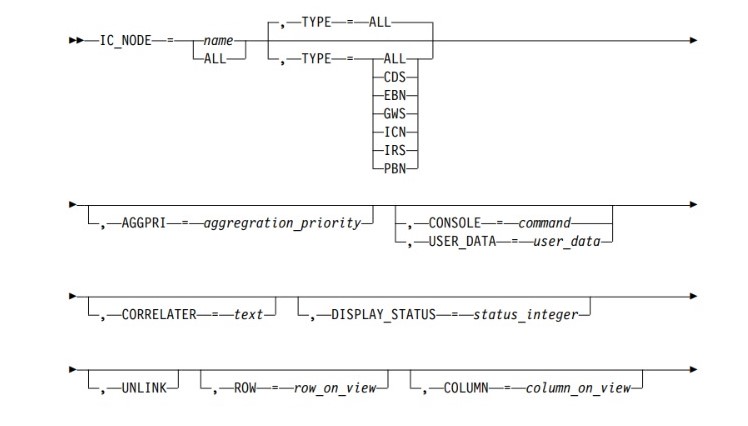 , TYPE = ALL
IC_NODE = name , TYPE = ALL
ALL CDS
EBN
GWS
ICN
IRS
PBN
, AGGPRI = aggregration_priority , CONSOLE = command
, USER_DATA = user_data
, CORRELATER = text , DISPLAY_STATUS = status_integer
, UNLINK , ROW = row_on_view , COLUMN = column_on_view